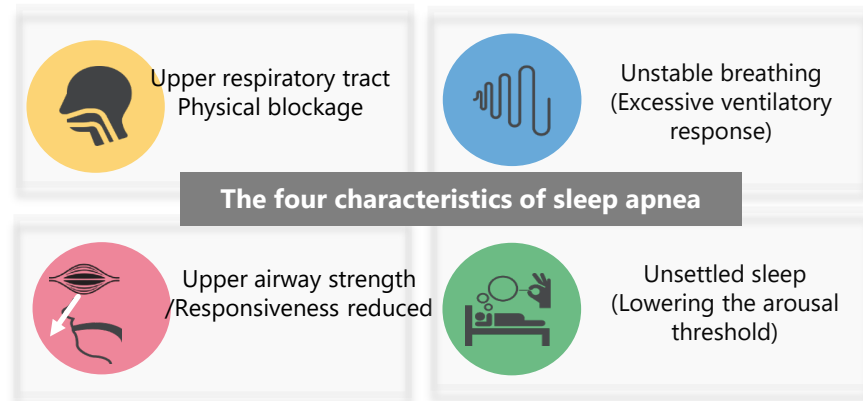 Upper respiratory tract
Physical blockage
Unstable breathing
(Excessive ventilatory
response)
The four characteristics of sleep apnea
Upper airway strength
/Responsiveness reduced
Unsettled sleep
(Lowering the arousal
threshold)